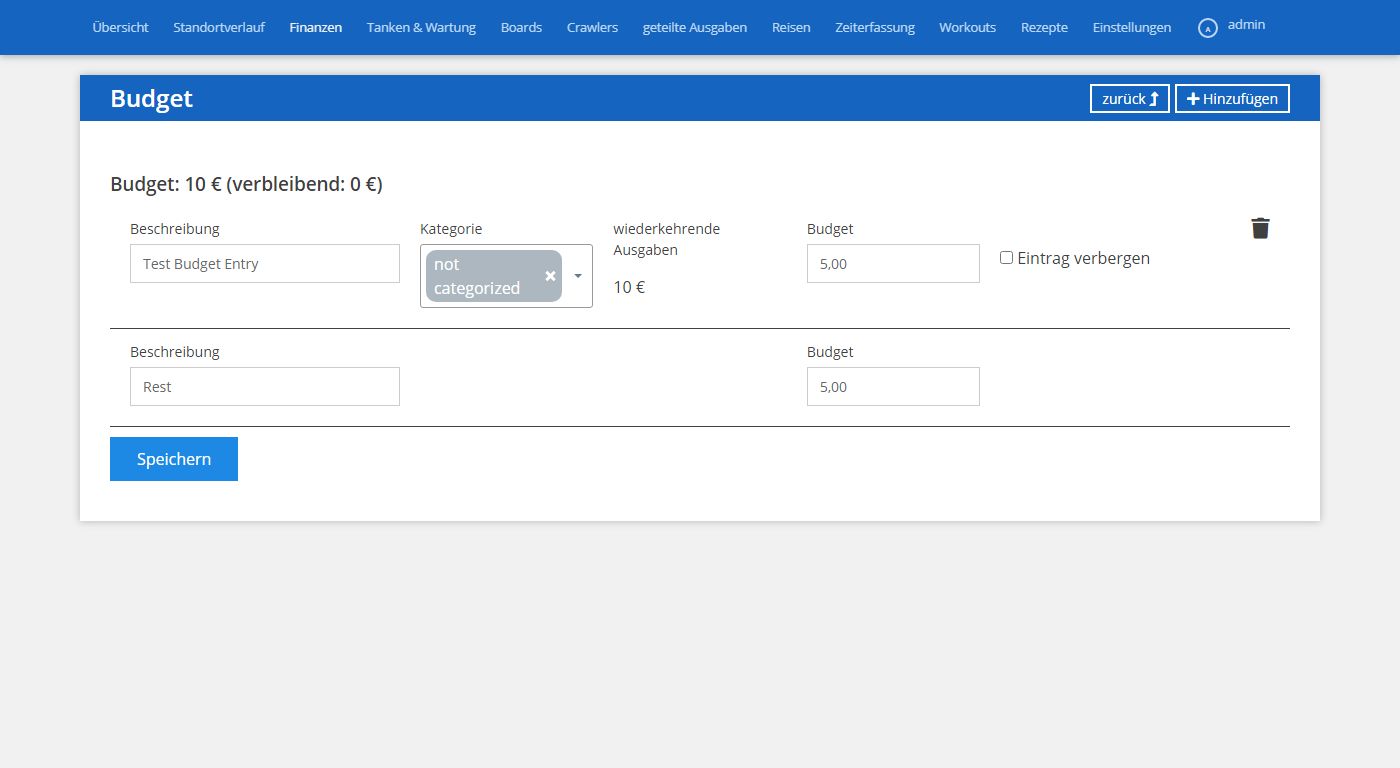 Übersicht Standortverlauf Finanzen Tanken & Wartung Boards Crawlers geteilte Ausgaben Reisen Zeiterfassung Workouts Rezepte Einstellungen A admin
Budget zurück Hinzufügen
Budget: 10 € (verbleibend: 0 €)
Beschreibung Kategorie wiederkehrende Ausgaben Budget
Test Budget Entry not categorized 10 € 5,00 Eintrag verbergen
Beschreibung Budget
Rest 5,00
Speichern